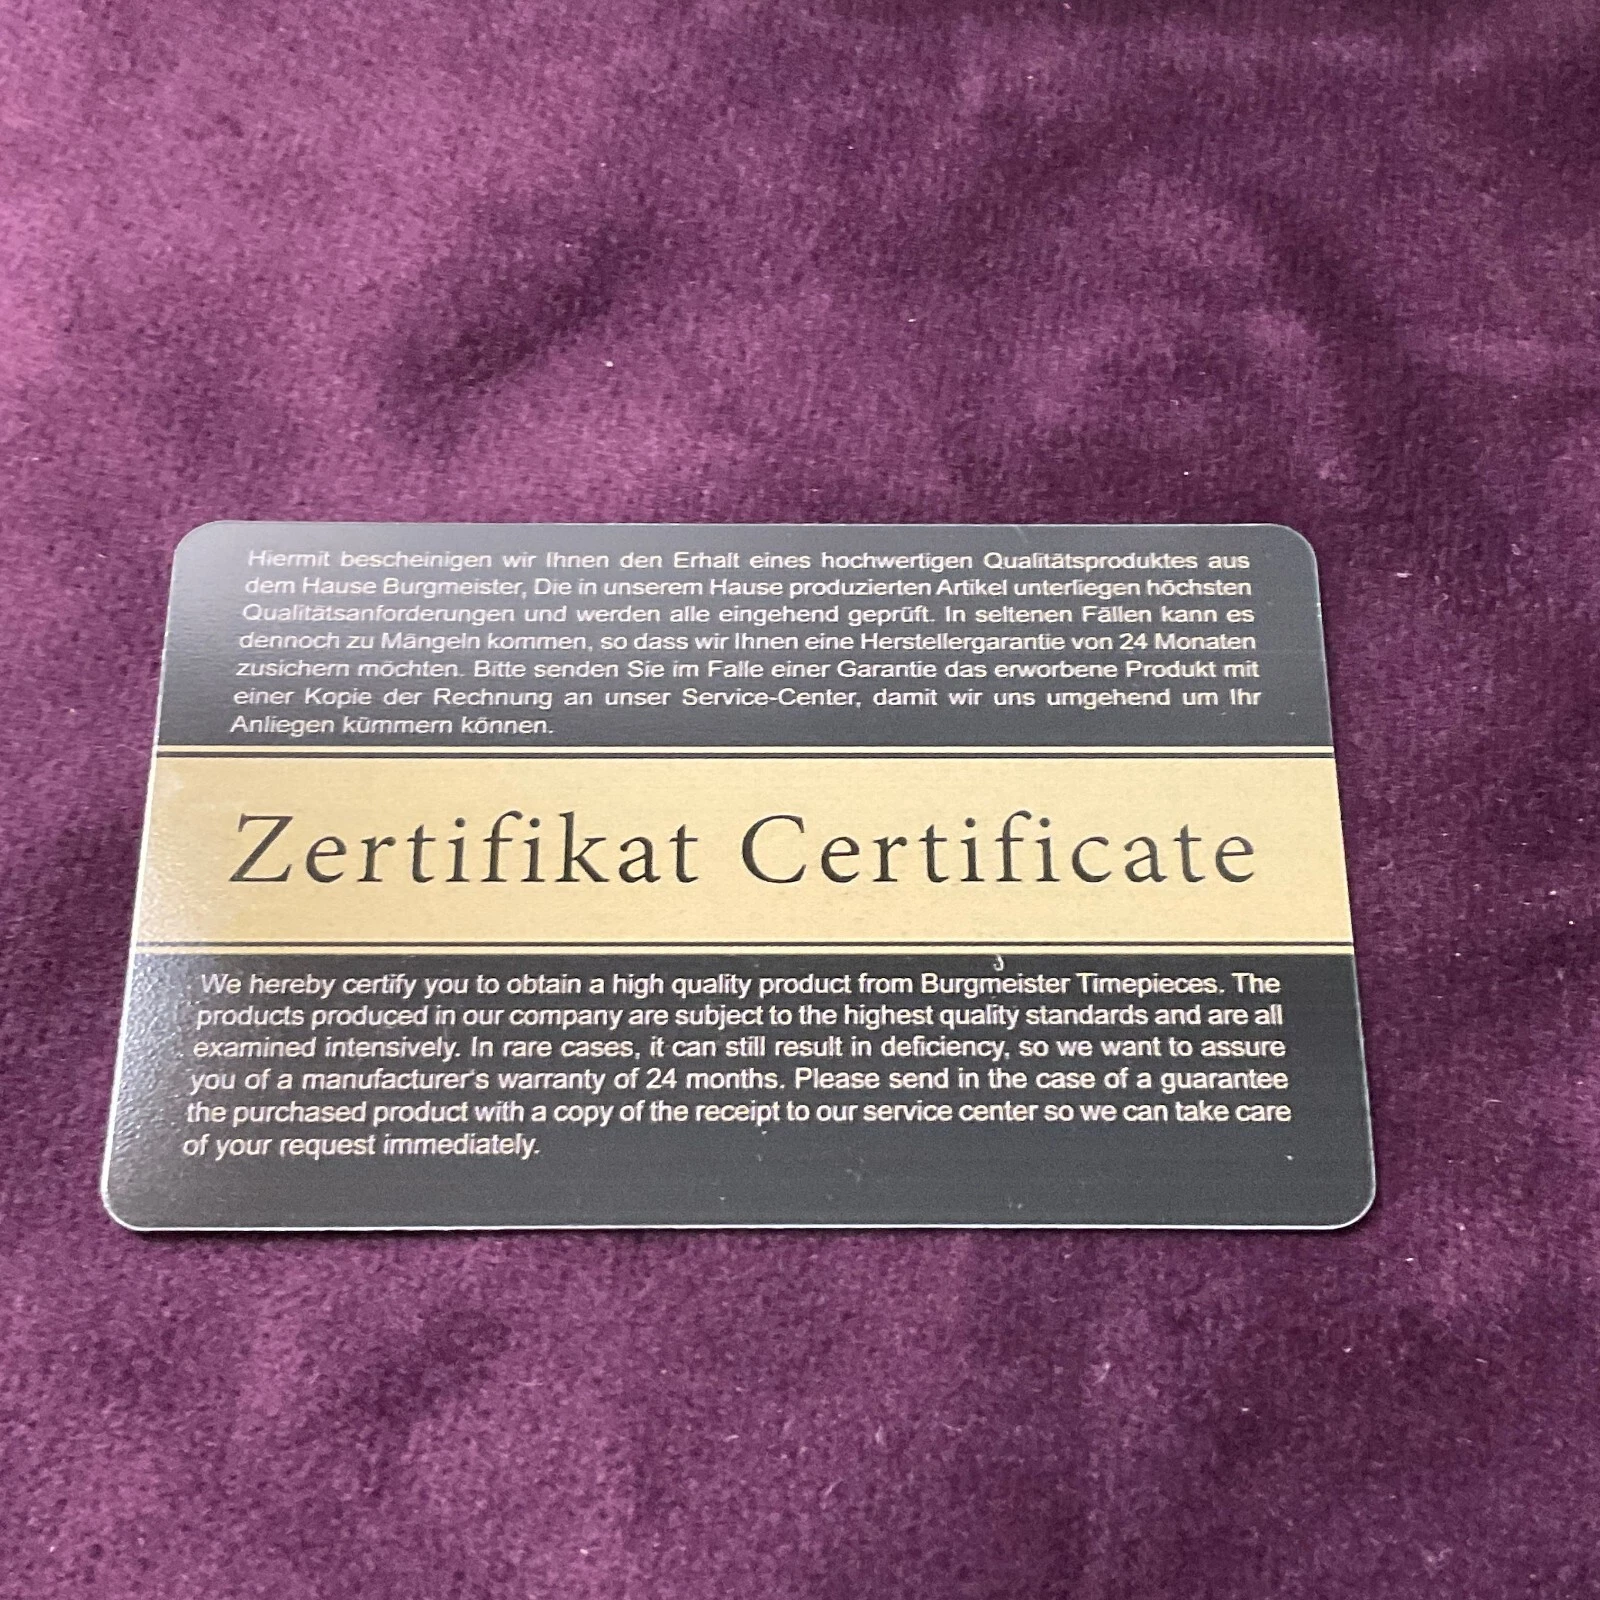 Hiermit bescheinigen wir Ihnen den Erhalt eines hochwertigen Qualitätsproduktes aus
dem Hause Burgmeister, Die in unserem Hause produzierten Artikel unterliegen höchsten
Qualitätsanforderungen und werden alle eingehend geprüft. In seltenen Fällen kann es
dennoch zu Mängeln kommen, so dass wir Ihnen eine Herstellergarantie von 24 Monaten
zusichern möchten. Bitte senden Sie im Falle einer Garantie das erworbene Produkt mit
einer Kopie der Rechnung an unser Service-Center, damit wir uns umgehend um Ihr
Anliegen kümmern können.
Zertifikat Certificate
We hereby certify you to obtain a high quality product from Burgmeister Timepieces. The
products produced in our company are subject to the highest quality standards and are all
examined intensively. In rare cases, it can still result in deficiency, so we want to assure
you of a manufacturer's warranty of 24 months. Please send in the case of a guarantee
the purchased product with a copy of the receipt to our service center so we can take care
of your request immediately.